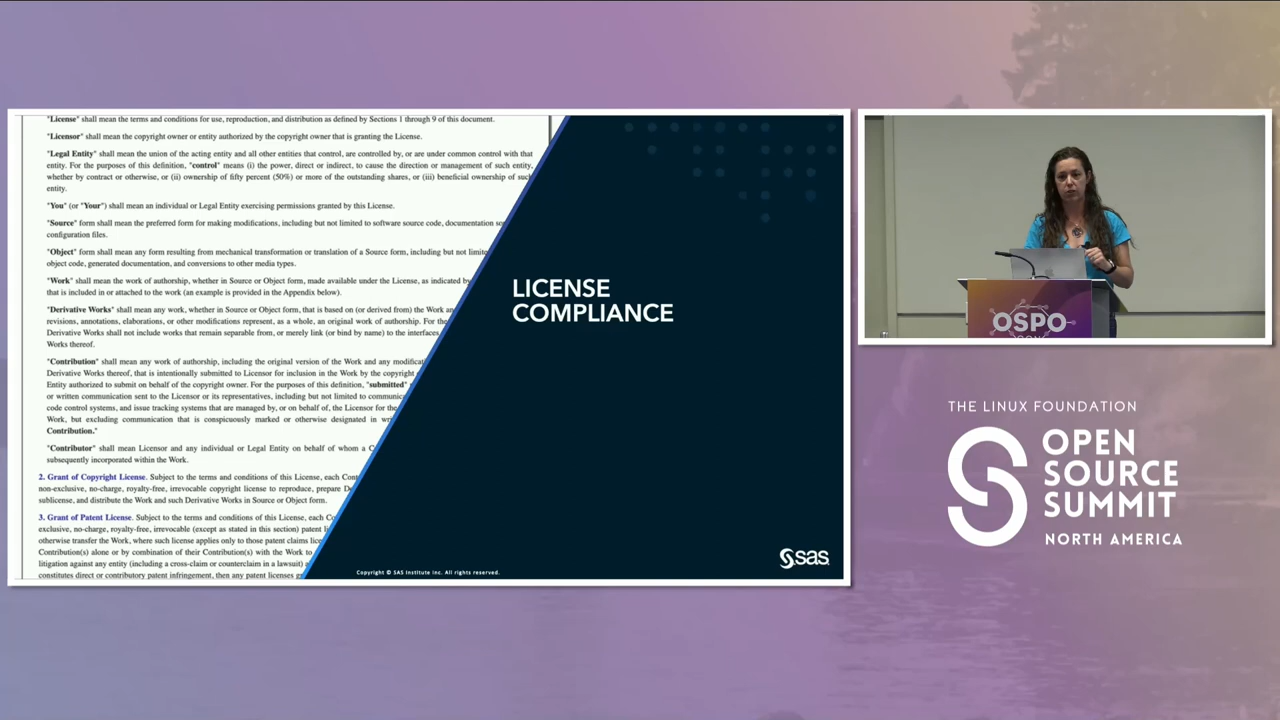 "License" shall mean the terms and conditions for use, reproduction, and distribution as defined by Sections 1 through 9 of this document.
"Licensor" shall mean the copyright owner or entity authorized by the copyright owner that is granting the License.
"Legal Entity" shall mean the union of the acting entity and all other entities that control, are controlled by, or are under common control with that
entity. For the purposes of this definition, "control" means (i) the power, direct or indirect, to cause the direction or management of such entity,
whether by contract or otherwise, or (ii) ownership of fifty percent (50%) or more of the outstanding shares, or (iii) beneficial ownership of such
entity.
"You" (or "Your") shall mean an individual or Legal Entity exercising permissions granted by this License.
"Source" form shall mean the preferred form for making modifications, including but not limited to software source code, documentation
configuration files.
"Object" form shall mean any form resulting from mechanical transformation or translation of a Source form, including but not
object code, generated documentation, and conversions to other media types.
"Work" shall mean the work of authorship, whether in Source or Object form, made available under the License, as indicated
that is included in or attached to the work (an example is provided in the Appendix below).
"Derivative Works" shall mean any work, whether in Source or Object form, that is based on (or derived from) the Work
revisions, annotations, elaborations, or other modifications represent, as a whole, an original work of authorship. For the
Derivative Works shall not include works that remain separable from, or merely link (or bind by name) to the interfaces
Works thereof.
"Contribution" shall mean any work of authorship, including the original version of the Work and any
Derivative Works thereof, that is intentionally submitted to Licensor for inclusion in the Work by the copyright
Entity authorized to submit on behalf of the copyright owner. For the purposes of this definition, "submitted"
or written communication sent to the Licensor or its representatives, including but not limited to
code control systems, and issue tracking systems that are managed by, or on behalf of, the Licensor for the
Work, but excluding communication that is conspicuously marked or otherwise designated in
Contribution."
"Contributor" shall mean Licensor and any individual or Legal Entity on behalf of whom a
subsequently incorporated within the Work.
2. Grant of Copyright License. Subject to the terms and conditions of this License, each
non-exclusive, no-charge, royalty-free, irrevocable copyright license to reproduce, prepare
sublicense, and distribute the Work and such Derivative Works in Source or Object form.
3. Grant of Patent License. Subject to the terms and conditions of this License, each
exclusive, no-charge, royalty-free, irrevocable (except as stated in this section) patent
otherwise transfer the Work, where such license applies only to those patent claims
Contribution(s) alone or by combination of their Contribution(s) with the Work to
litigation against any entity (including a cross-claim or counterclaim in a lawsuit)
constitutes direct or contributory patent infringement, then any patent licenses
LICENSE
COMPLIANCE
Copyright © SAS Institute Inc. All rights reserved.
sas
OSPO
THE LINUX FOUNDATION
OPEN
SOURCE
SUMMIT
NORTH AMERICA